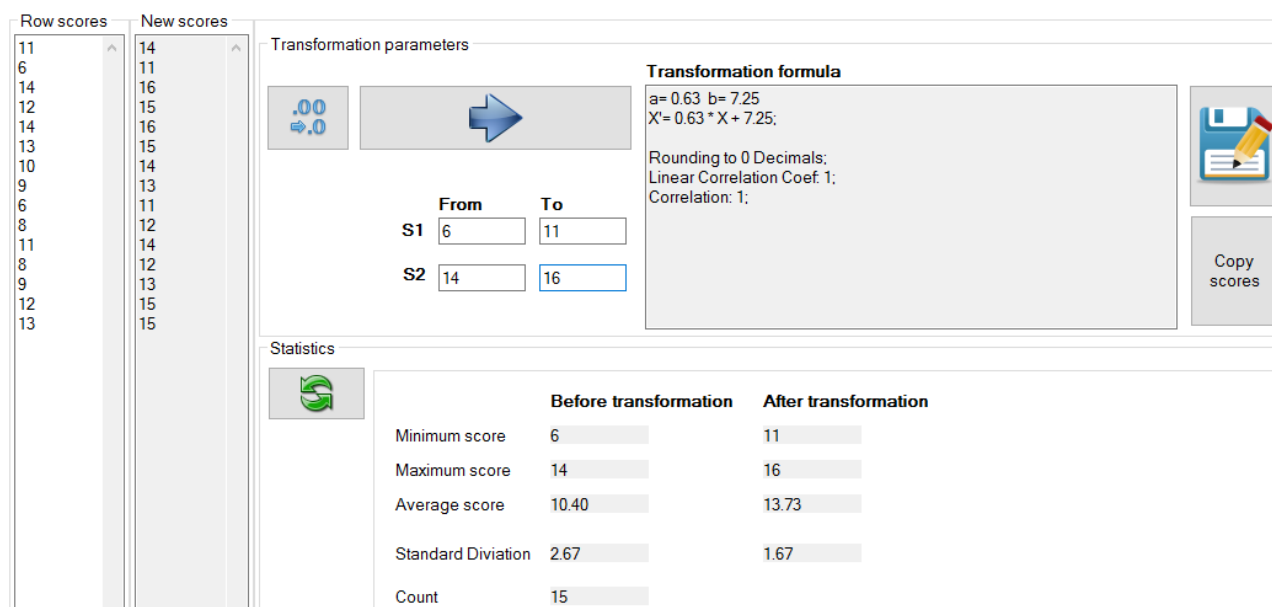 Row scores
11
6
14
12
14
13
10
9
6
8
11
8
9
12
13
New scores
14
11
16
15
16
15
14
13
11
12
14
12
13
15
15
Transformation parameters
.00
.0
From To
S1 6 11
S2 14 16
Transformation formula
a= 0.63 b= 7.25
X'= 0.63 * X + 7.25;
Rounding to 0 Decimals;
Linear Correlation Coef: 1;
Correlation: 1;
Copy
scores
Statistics
Before transformation After transformation
Minimum score 6 11
Maximum score 14 16
Average score 10.40 13.73
Standard Diviation 2.67 1.67
Count 15